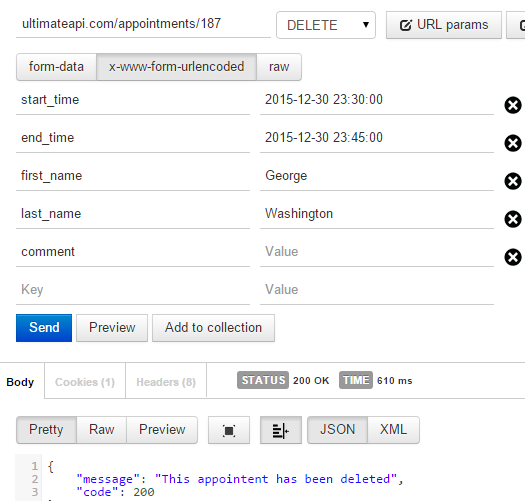 ultimateapi.com/appointments/187 DELETE URL params
form-data x-www-form-urlencoded raw
start_time 2015-12-30 23:30:00
end_time 2015-12-30 23:45:00
first_name George
last_name Washington
comment Value
Key Value
Send Preview Add to collection
Body Cookies (1) Headers (8) STATUS 200 OK TIME 610 ms
Pretty Raw Preview JSON XML
1 {
2 "message": "This appointent has been deleted",
3 "code": 200